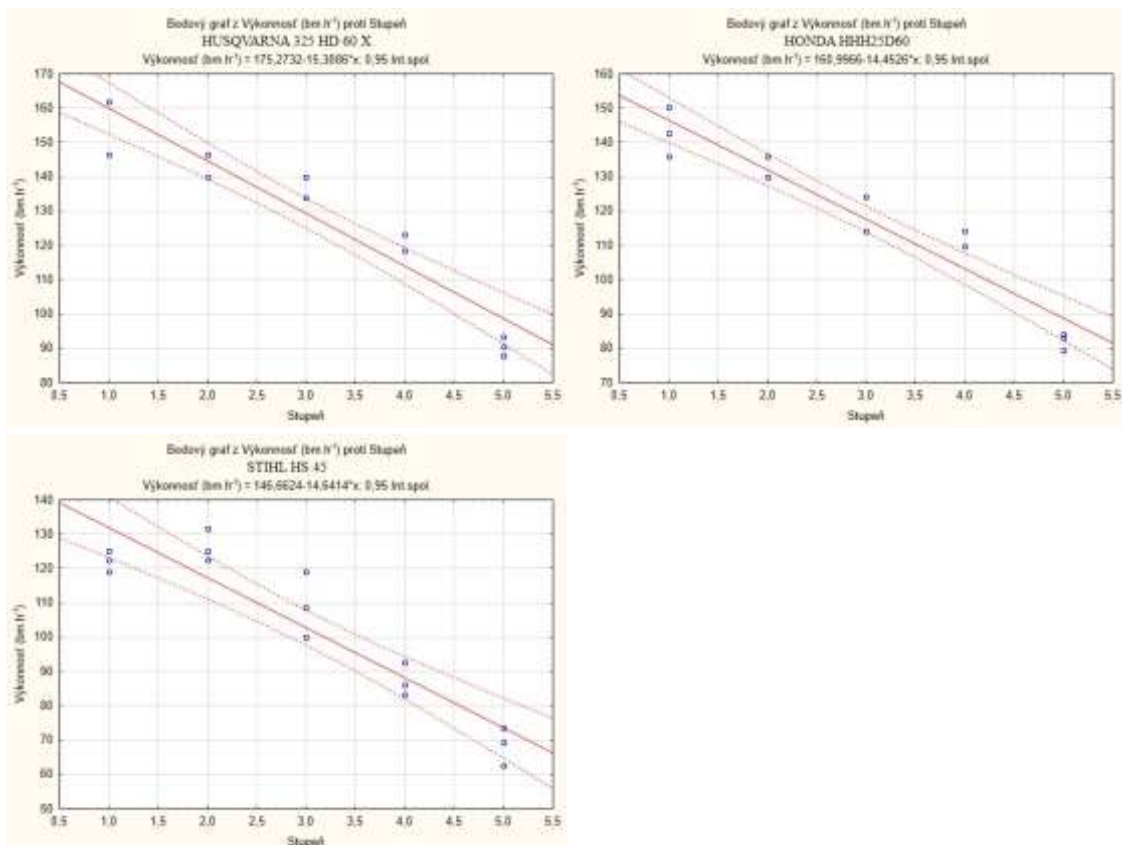 Bodový graf z Výkonnosť (bm.h⁻¹) proti Stupeň
HUSQVARNA 325 HD 60 X
Výkonnosť (bm.h⁻¹) = 175,2732-15,3086*x: 0,95 Int.spol
Výkonnosť (bm.h⁻¹)
170
160
150
140
130
120
110
100
90
80
0,5 1,0 1,5 2,0 2,5 3,0 3,5 4,0 4,5 5,0 5,5
Stupeň
Bodový graf z Výkonnosť (bm.h⁻¹) proti Stupeň
HONDA HHH25D60
Výkonnosť (bm.h⁻¹) = 160,9966-14,4526*x: 0,95 Int.spol
Výkonnosť (bm.h⁻¹)
160
150
140
130
120
110
100
90
80
70
0,5 1,0 1,5 2,0 2,5 3,0 3,5 4,0 4,5 5,0 5,5
Stupeň
Bodový graf z Výkonnosť (bm.h⁻¹) proti Stupeň
STIHL HS 45
Výkonnosť (bm.h⁻¹) = 146,6624-14,6414*x: 0,95 Int.spol
Výkonnosť (bm.h⁻¹)
140
130
120
110
100
90
80
70
60
50
0,5 1,0 1,5 2,0 2,5 3,0 3,5 4,0 4,5 5,0 5,5
Stupeň